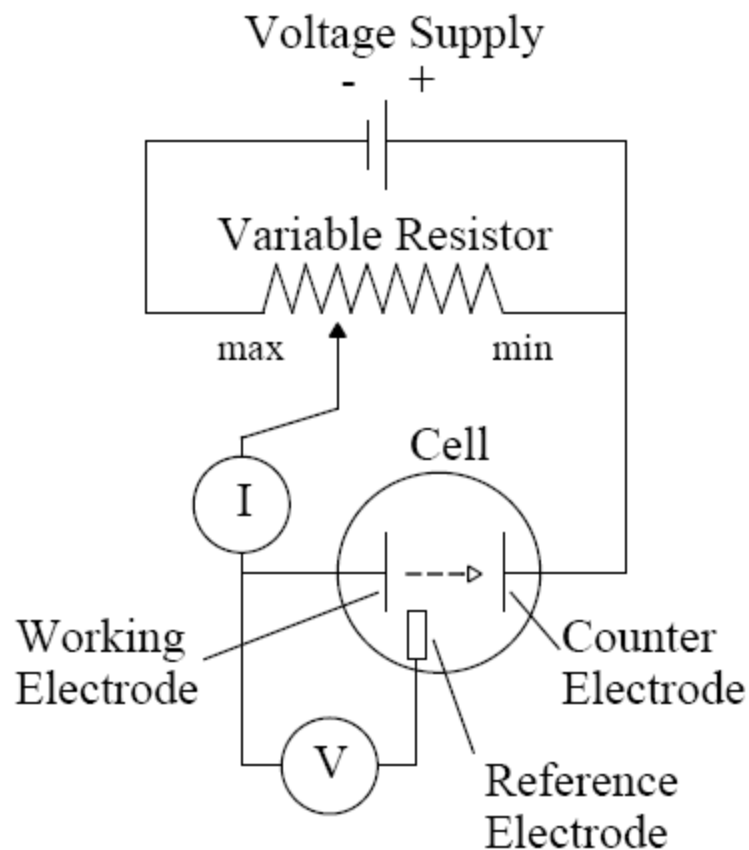 Voltage Supply
- +
Variable Resistor
max min
Cell
I
Working
Electrode
Counter
Electrode
V
Reference
Electrode